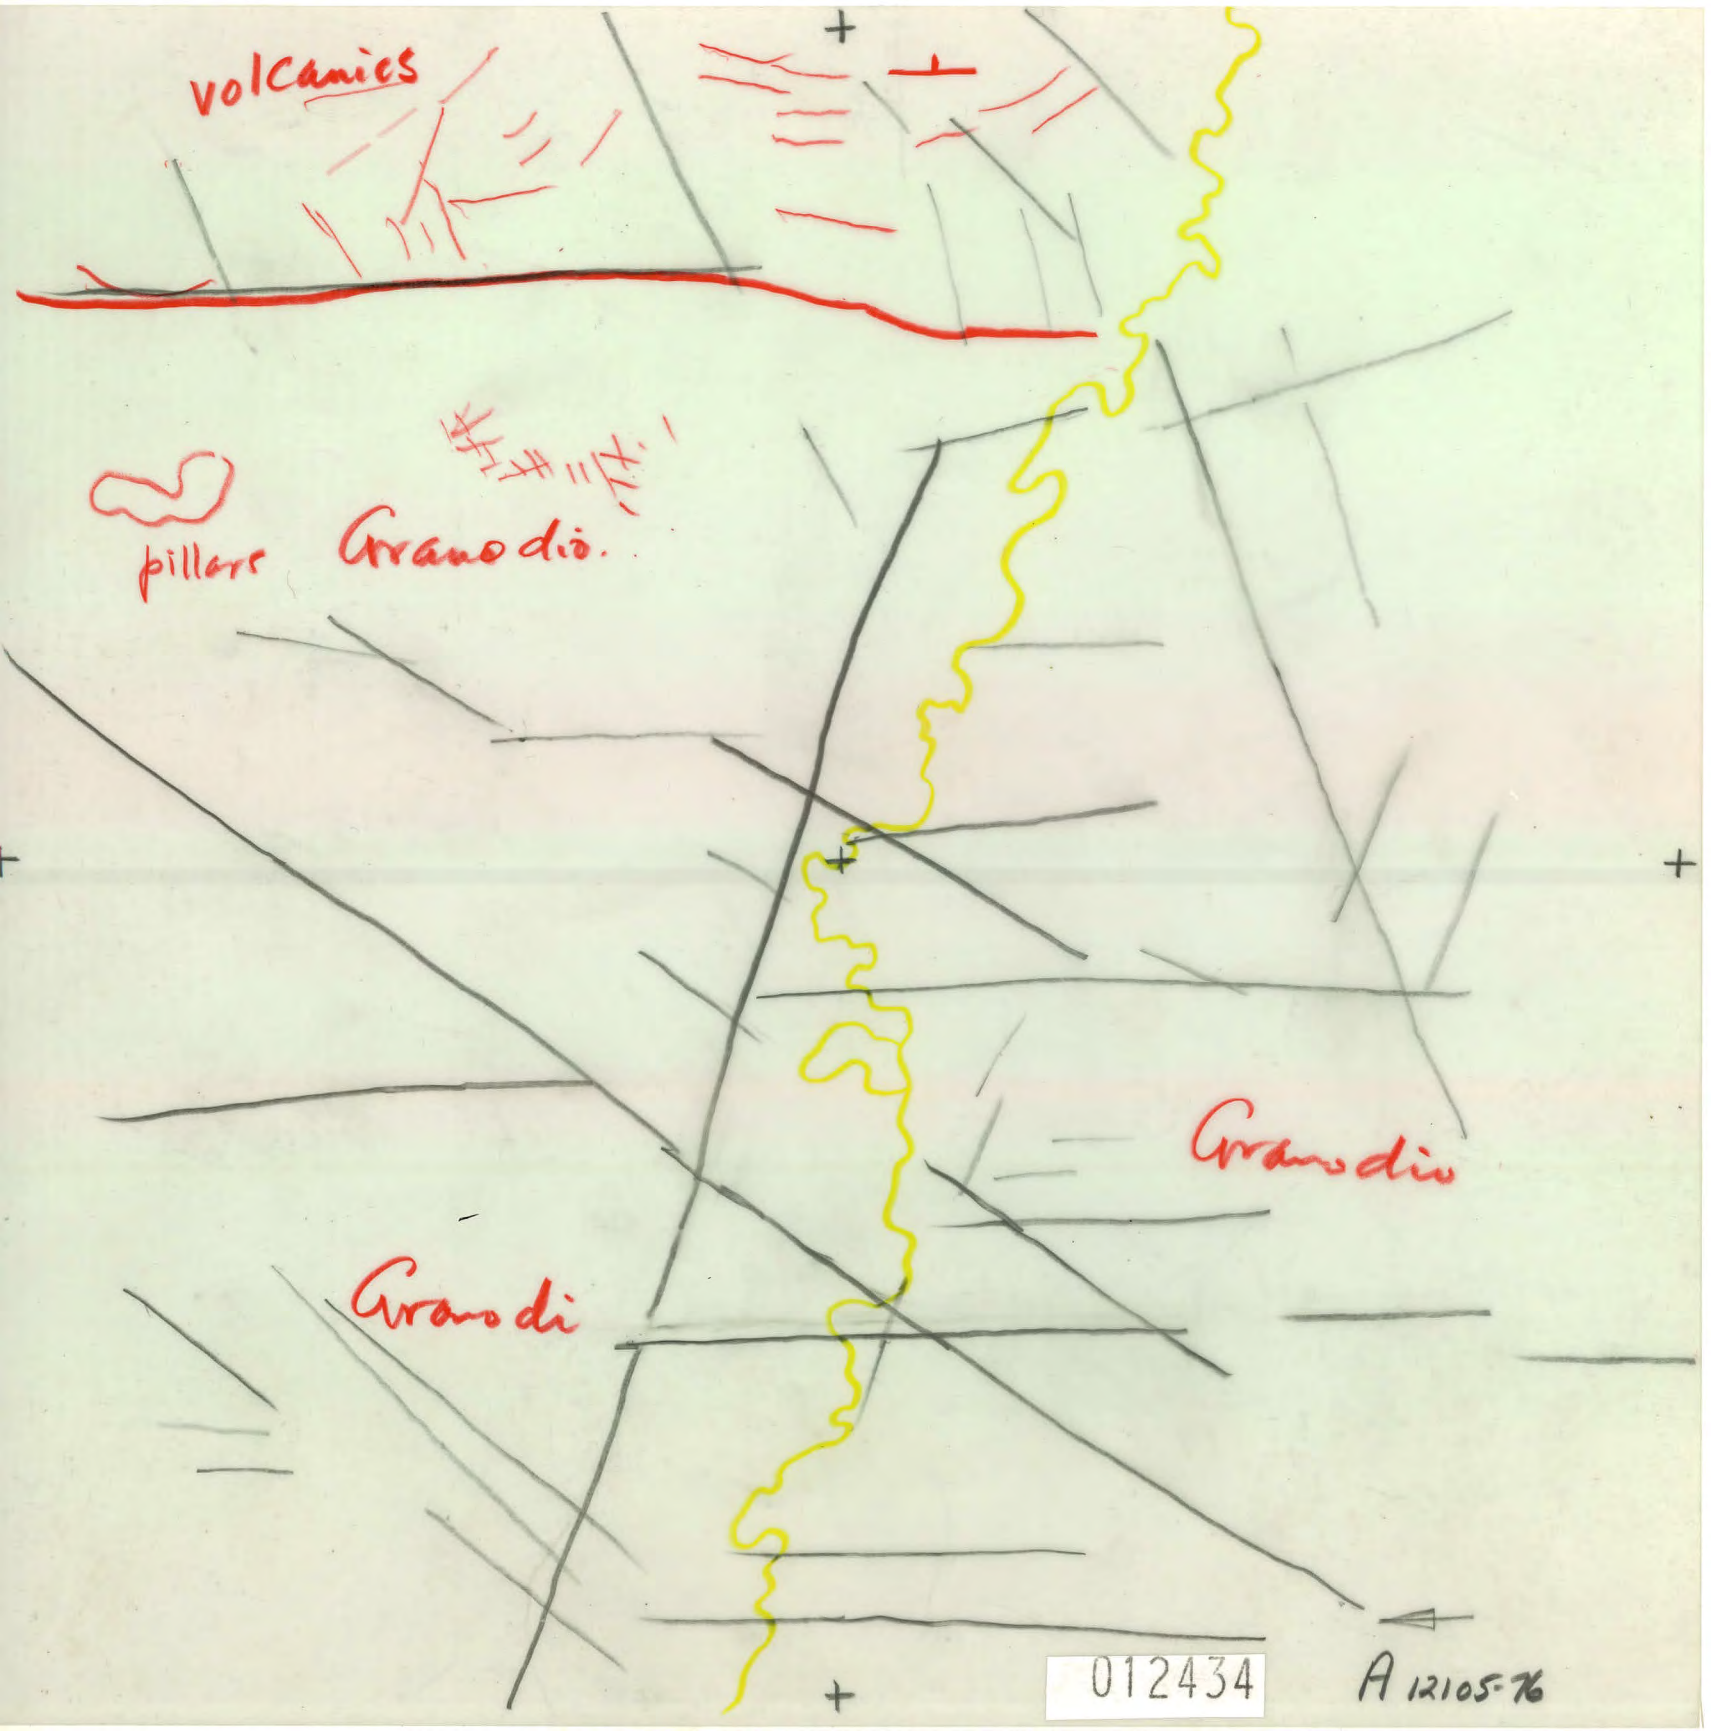 volcanics
pillars
Granodio.
Granodio
Granodi
012434
A 12105-76